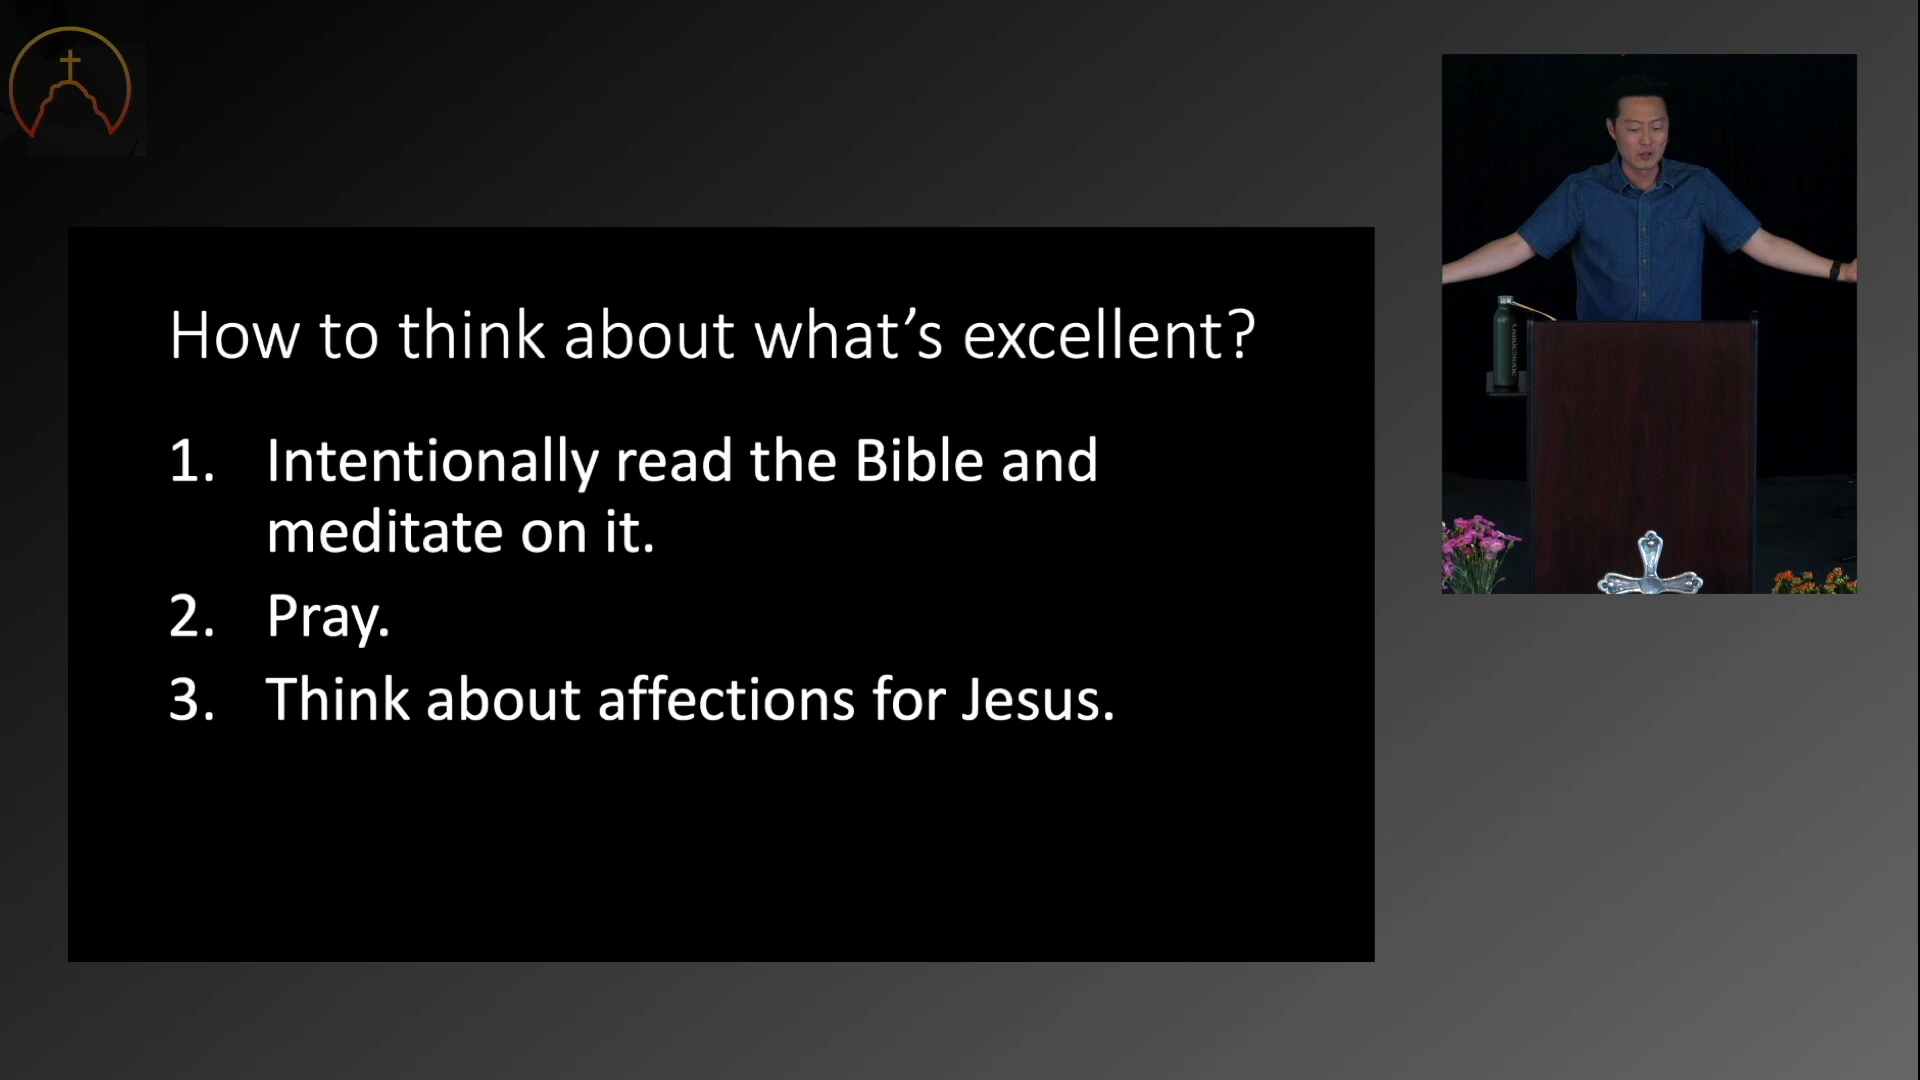 How to think about what's excellent?
1. Intentionally read the Bible and
meditate on it.
2. Pray.
3. Think about affections for Jesus.